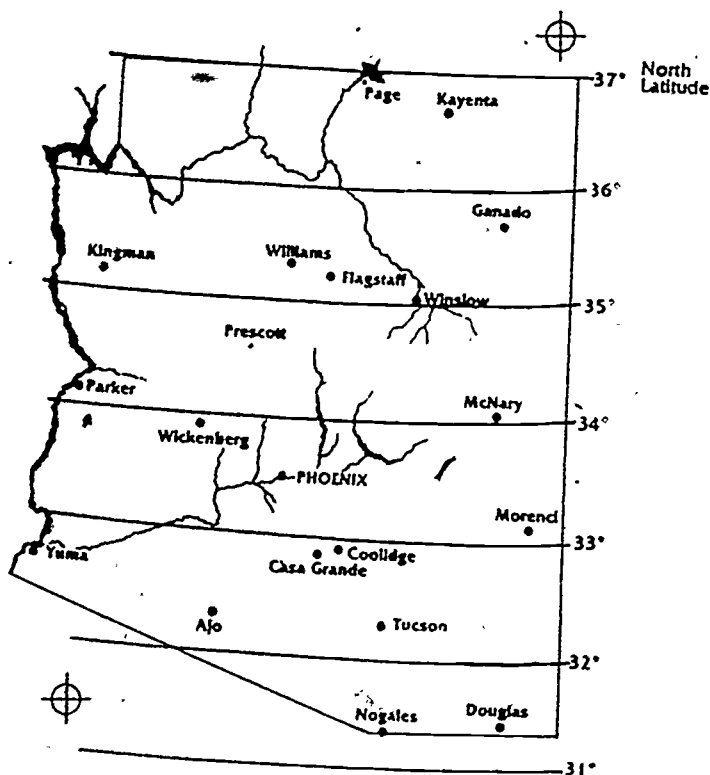 37° North
Latitude
Page
Kayenta
36°
Ganado
Kingman
Williams
Flagstaff
Winslow
35°
Prescott
Parker
McNary
34°
Wickenberg
PHOENIX
Morenci
33°
Yuma
Coolidge
Casa Grande
Ajo
Tucson
32°
Nogales
Douglas
31°